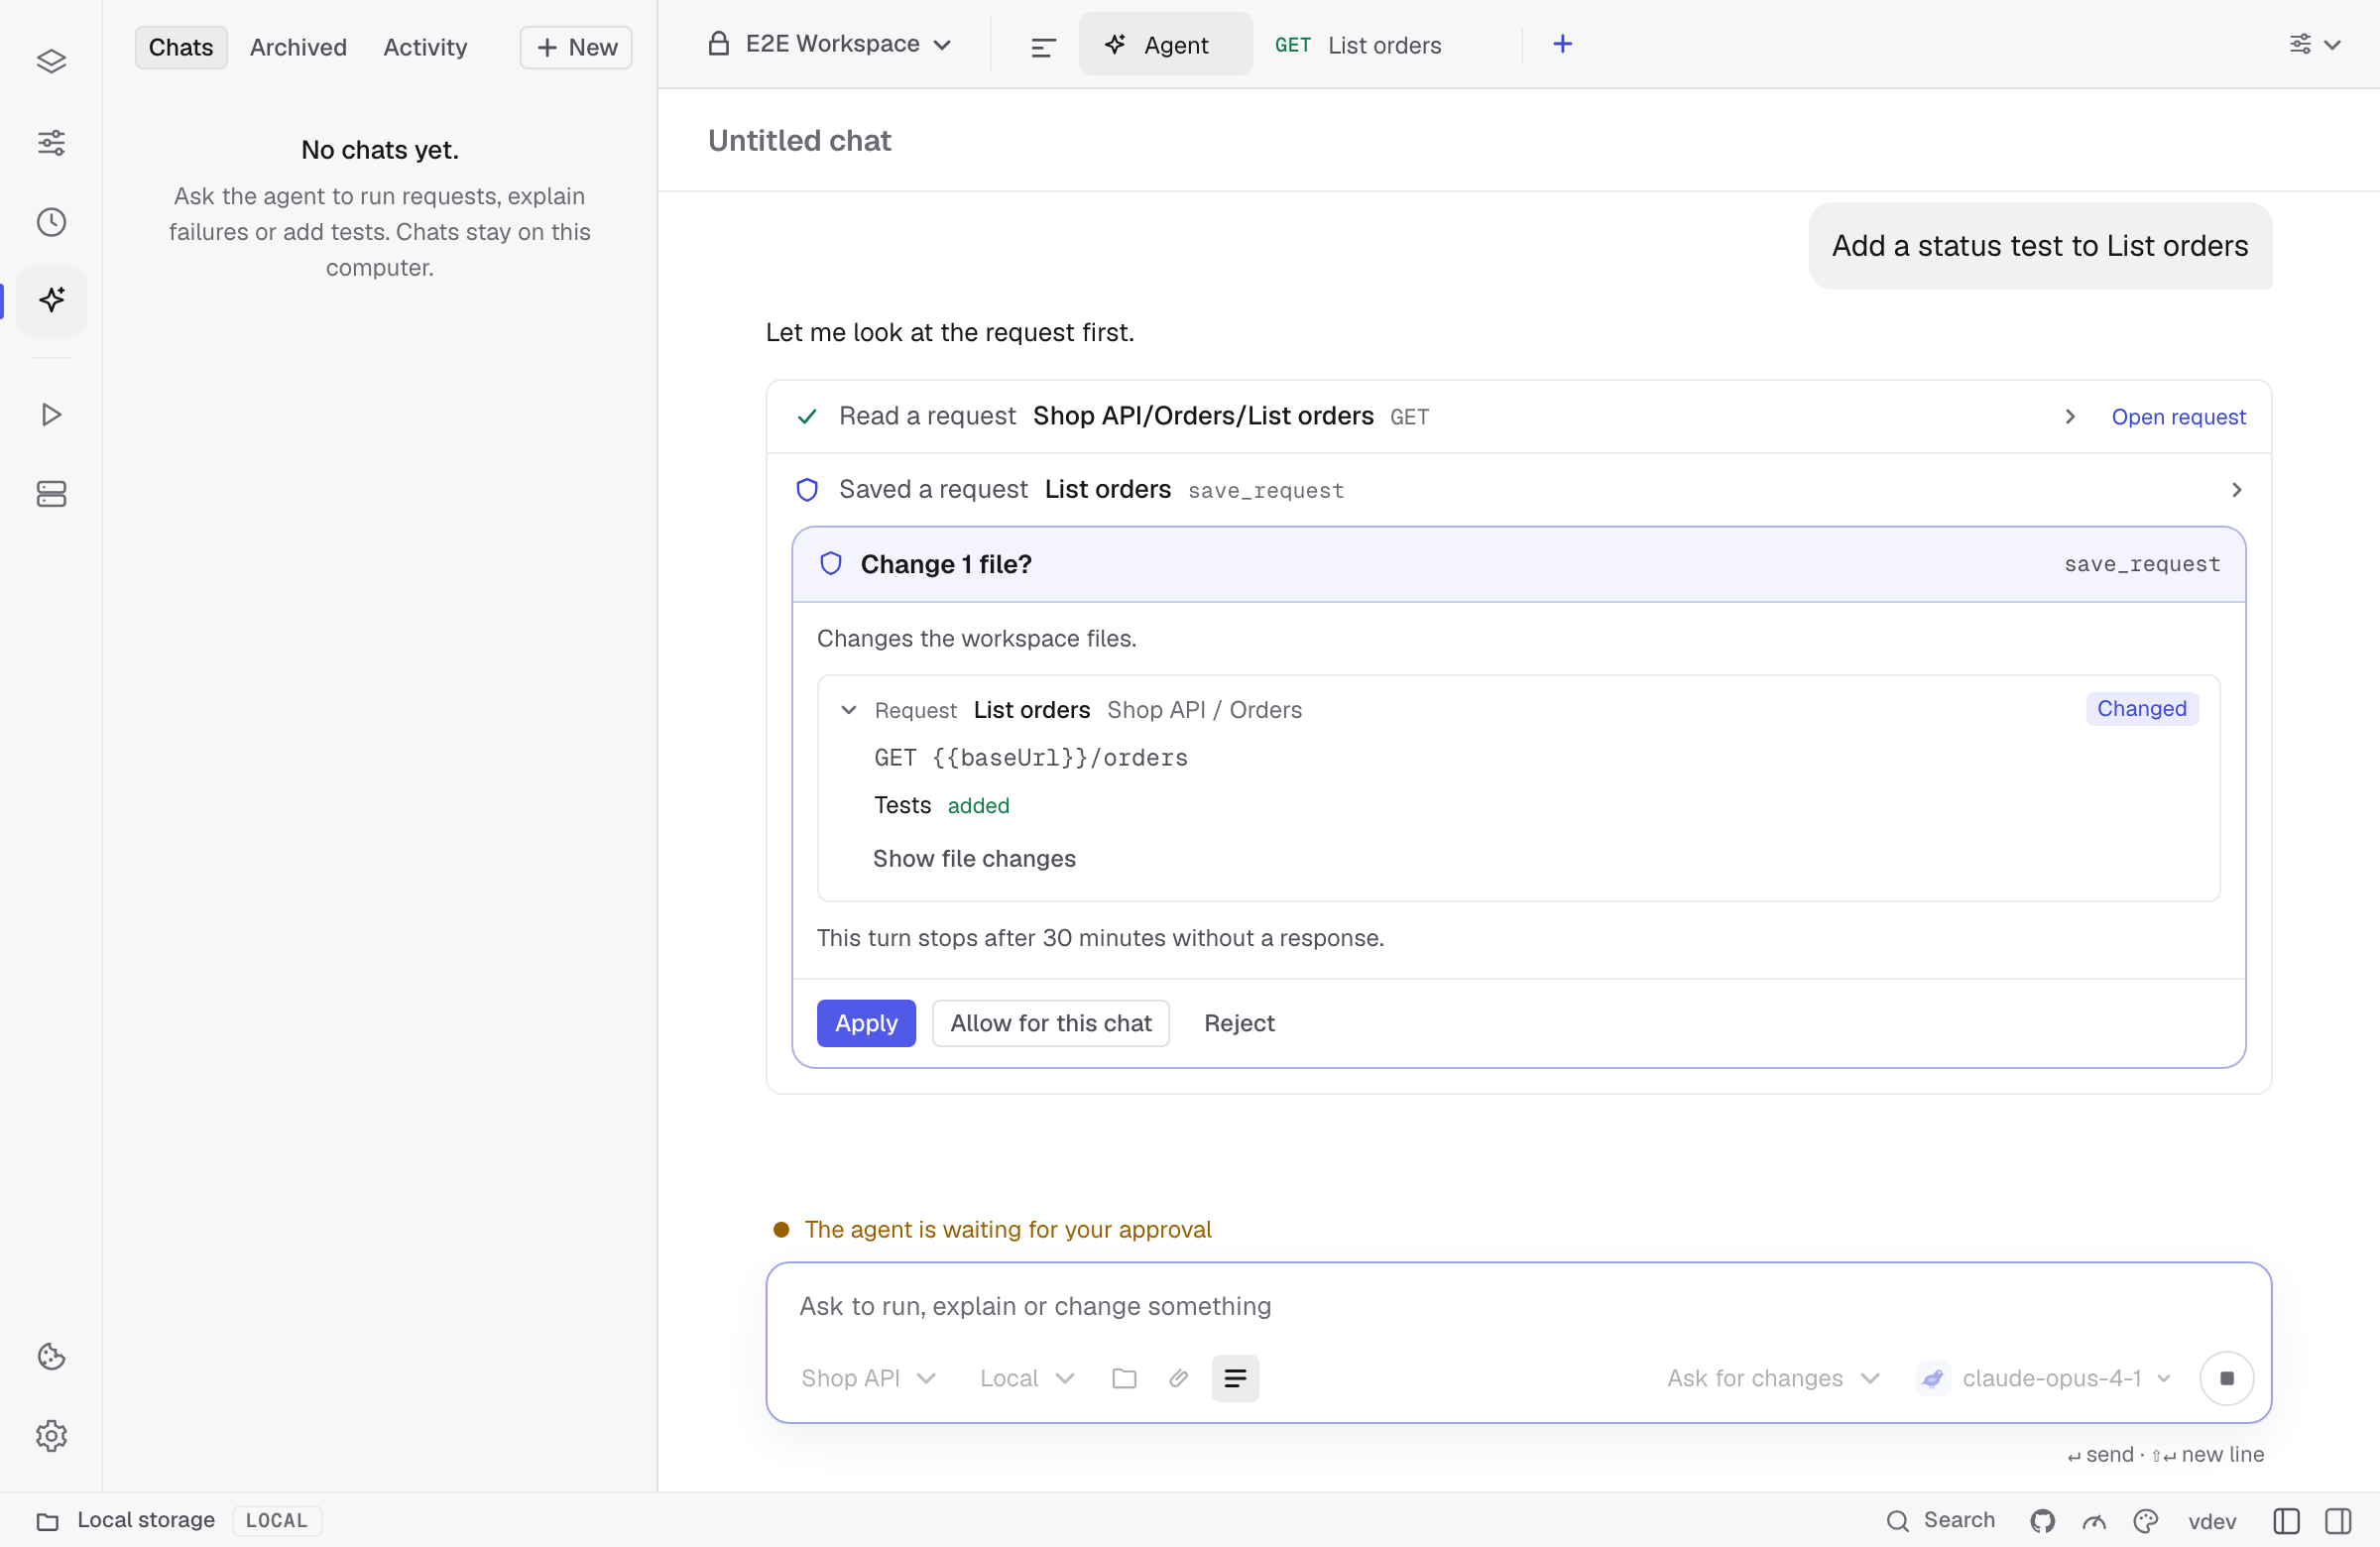 Chats Archived Activity + New
No chats yet.
Ask the agent to run requests, explain
failures or add tests. Chats stay on this
computer.
E2E Workspace
Agent
GET List orders
Untitled chat
Add a status test to List orders
Let me look at the request first.
Read a request Shop API/Orders/List orders GET Open request
Saved a request List orders save_request
Change 1 file? save_request
Changes the workspace files.
Request List orders Shop API / Orders Changed
GET {{baseUrl}}/orders
Tests added
Show file changes
This turn stops after 30 minutes without a response.
Apply Allow for this chat Reject
The agent is waiting for your approval
Ask to run, explain or change something
Shop API Local Ask for changes claude-opus-4-1
↵ send · ⇧↵ new line
Local storage LOCAL Search vdev